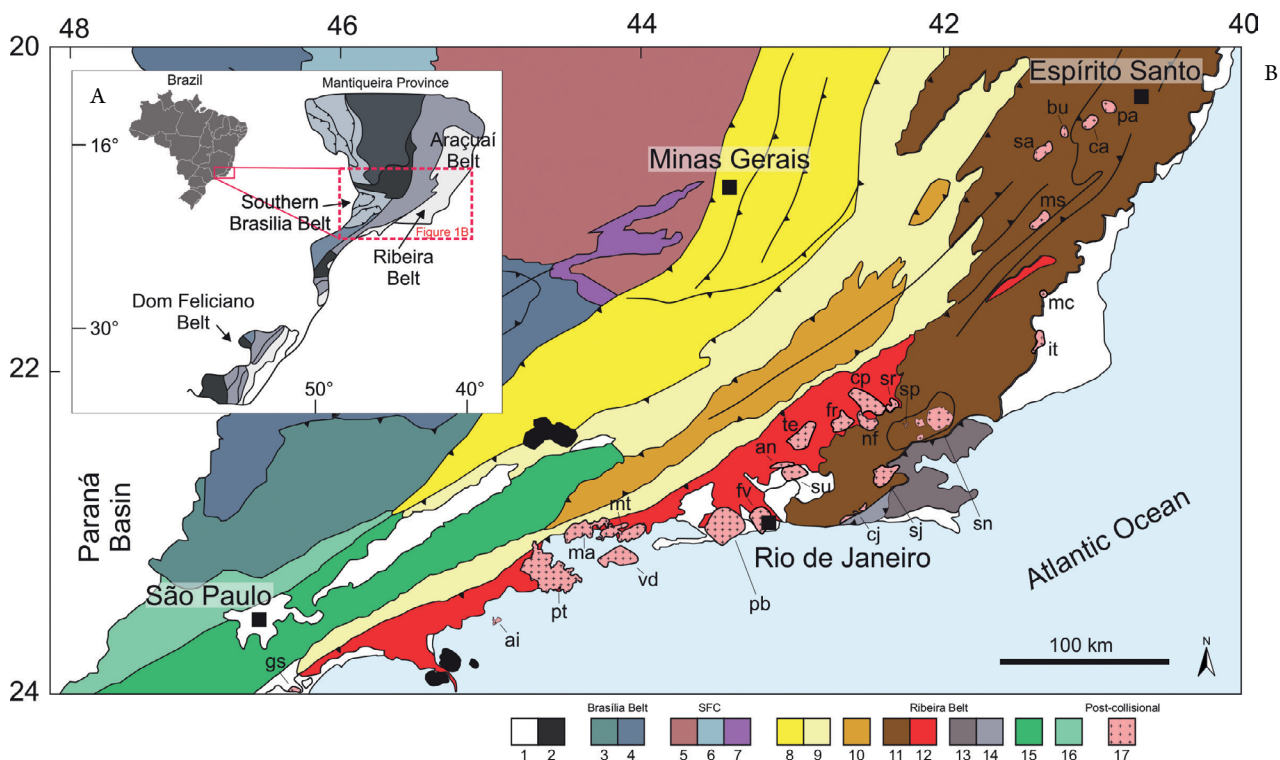 48
46
44
42
40
20
22
24
A
B
Brazil
Mantiqueira Province
16°
30°
50°
40°
Araçuaí
Belt
Southern
Brasilia Belt
Figure 1B
Ribeira
Belt
Dom Feliciano
Belt
Espírito Santo
Minas Gerais
bu
pa
sa
ca
ms
mc
it
cp
sr
sp
fr
te
nf
an
su
fv
mt
ma
vd
pt
pb
cj
sj
sn
ai
gs
Rio de Janeiro
São Paulo
Paraná
Basin
Atlantic Ocean
100 km
N
Brasília Belt
SFC
Ribeira Belt
Post-collisional
1 2 3 4 5 6 7 8 9 10 11 12 13 14 15 16 17